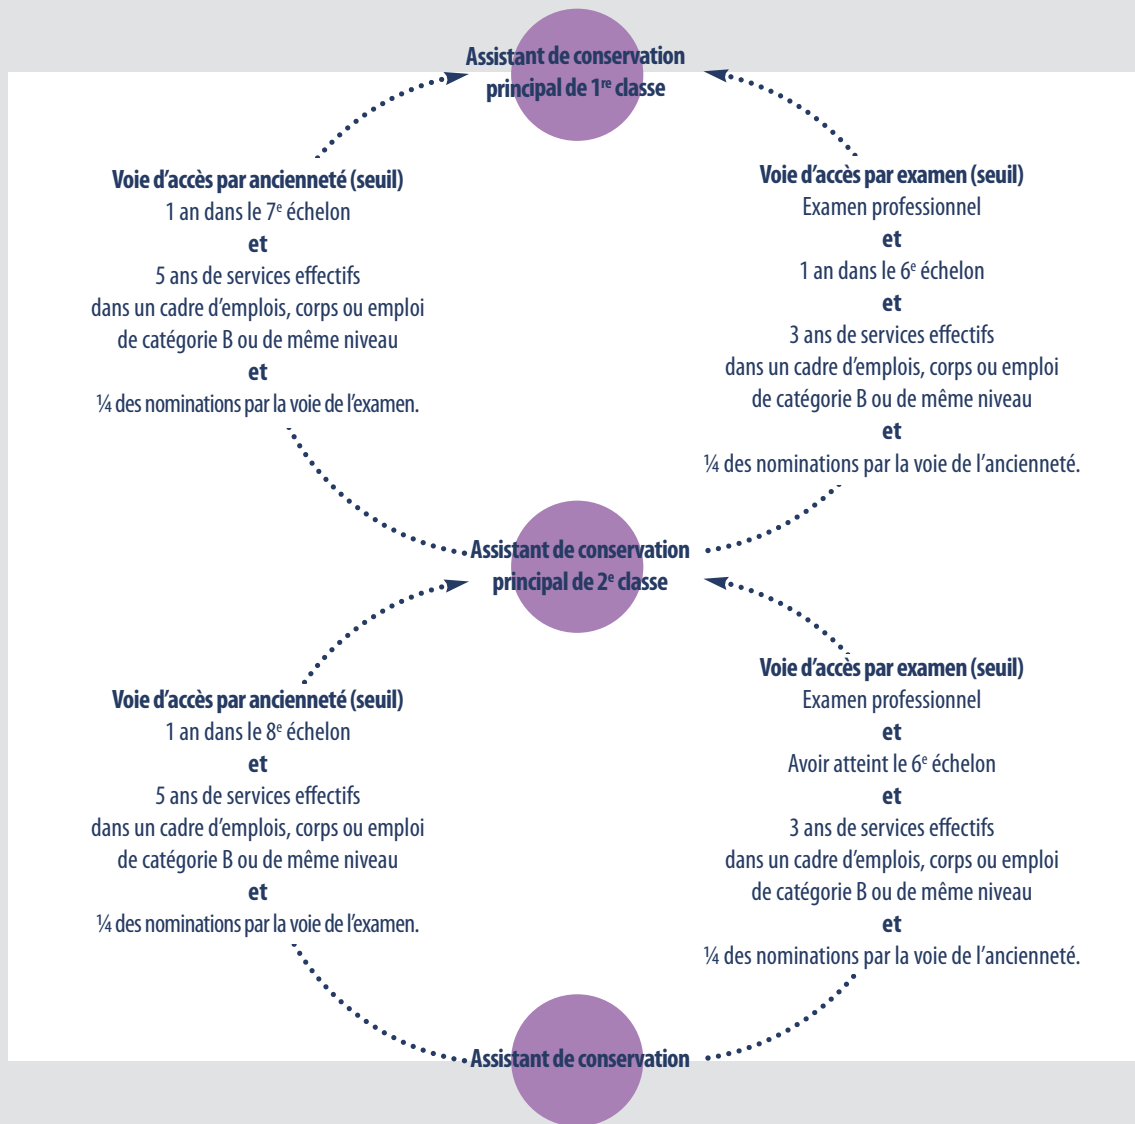 Assistant de conservation
principal de 1re classe
Voie d'accès par ancienneté (seuil)
1 an dans le 7e échelon
et
5 ans de services effectifs
dans un cadre d'emplois, corps ou emploi
de catégorie B ou de même niveau
et
¼ des nominations par la voie de l'examen.
Voie d'accès par examen (seuil)
Examen professionnel
et
1 an dans le 6e échelon
et
3 ans de services effectifs
dans un cadre d'emplois, corps ou emploi
de catégorie B ou de même niveau
et
¼ des nominations par la voie de l'ancienneté.
Assistant de conservation
principal de 2e classe
Voie d'accès par ancienneté (seuil)
1 an dans le 8e échelon
et
5 ans de services effectifs
dans un cadre d'emplois, corps ou emploi
de catégorie B ou de même niveau
et
¼ des nominations par la voie de l'examen.
Voie d'accès par examen (seuil)
Examen professionnel
et
Avoir atteint le 6e échelon
et
3 ans de services effectifs
dans un cadre d'emplois, corps ou emploi
de catégorie B ou de même niveau
et
¼ des nominations par la voie de l'ancienneté.
Assistant de conservation